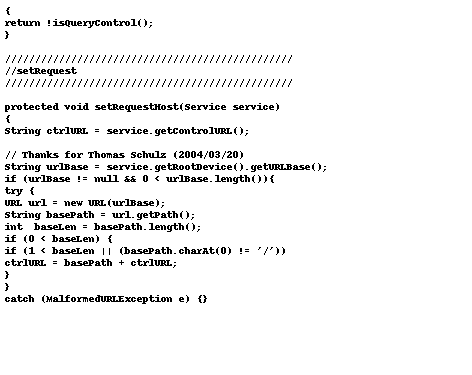 {
return !isQueryControl();
}
////////////////////////////////////////////////
//setRequest
////////////////////////////////////////////////
protected void setRequestHost(Service service)
{
String ctrlURL = service.getControlURL();
// Thanks for Thomas Schulz (2004/03/20)
String urlBase = service.getRootDevice().getURLBase();
if (urlBase != null && 0 < urlBase.length()){
try {
URL url = new URL(urlBase);
String basePath = url.getPath();
int  baseLen = basePath.length();
if (0 < baseLen) {
if (1 < baseLen || (basePath.charAt(0) != '/'))
ctrlURL = basePath + ctrlURL;
}
}
catch (MalformedURLException e) {}